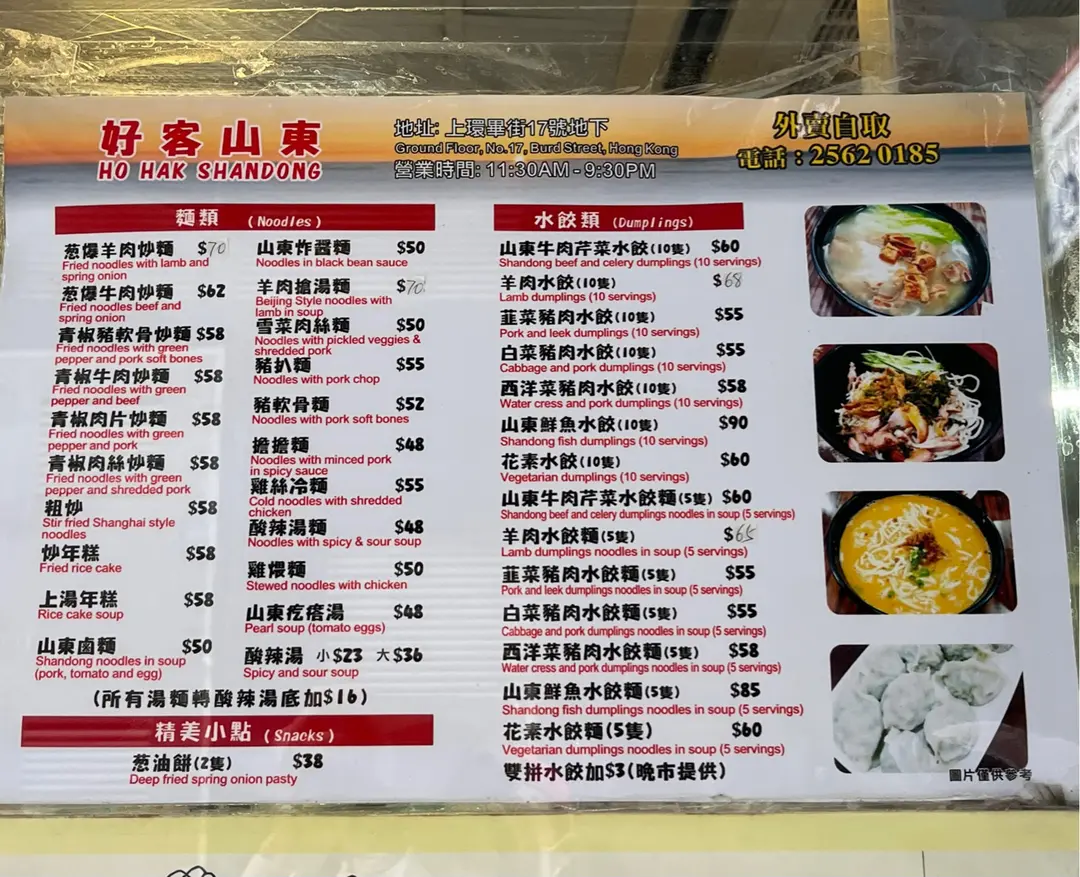 好客山東
HO HAK SHANDONG
地址: 上環畢街17號地下
Ground Floor, No.17, Burd Street, Hong Kong
營業時間: 11:30AM - 9:30PM
外賣自取
電話：2562 0185
麵類 (Noodles)
葱爆羊肉炒麵 $70
Fried noodles with lamb and
spring onion
葱爆牛肉炒麵 $62
Fried noodles beef and
spring onion
青椒豬軟骨炒麵 $58
Fried noodles with green
pepper and pork soft bones
青椒牛肉炒麵 $58
Fried noodles with green
pepper and beef
青椒肉片炒麵 $58
Fried noodles with green
pepper and pork
青椒肉絲炒麵 $58
Fried noodles with green
pepper and shredded pork
粗炒 $58
Stir fried Shanghai style
noodles
炒年糕 $58
Fried rice cake
上湯年糕 $58
Rice cake soup
山東鹵麵 $50
Shandong noodles in soup
(pork, tomato and egg)
山東炸醬麵 $50
Noodles in black bean sauce
羊肉搶湯麵 $70
Beijing Style noodles with
lamb in soup
雪菜肉絲麵 $50
Noodles with pickled veggies &
shredded pork
豬扒麵 $55
Noodles with pork chop
豬軟骨麵 $52
Noodles with pork soft bones
擔擔麵 $48
Noodles with minced pork
in spicy sauce
雞絲冷麵 $55
Cold noodles with shredded
chicken
酸辣湯麵 $48
Noodles with spicy & sour soup
雞煨麵 $50
Stewed noodles with chicken
山東疙瘩湯 $48
Pearl soup (tomato eggs)
酸辣湯 小$23 大$36
Spicy and sour soup
(所有湯麵轉酸辣湯底加$16)
精美小點 (Snacks)
葱油餅(2隻) $38
Deep fried spring onion pasty
水餃類 (Dumplings)
山東牛肉芹菜水餃(10隻) $60
Shandong beef and celery dumplings (10 servings)
羊肉水餃(10隻) $68
Lamb dumplings (10 servings)
韮菜豬肉水餃(10隻) $55
Pork and leek dumplings (10 servings)
白菜豬肉水餃(10隻) $55
Cabbage and pork dumplings (10 servings)
西洋菜豬肉水餃(10隻) $58
Water cress and pork dumplings (10 servings)
山東鮮魚水餃(10隻) $90
Shandong fish dumplings (10 servings)
花素水餃(10隻) $60
Vegetarian dumplings (10 servings)
山東牛肉芹菜水餃麵(5隻) $60
Shandong beef and celery dumplings noodles in soup (5 servings)
羊肉水餃麵(5隻) $65
Lamb dumplings noodles in soup (5 servings)
韮菜豬肉水餃麵(5隻) $55
Pork and leek dumplings noodles in soup (5 servings)
白菜豬肉水餃麵(5隻) $55
Cabbage and pork dumplings noodles in soup (5 servings)
西洋菜豬肉水餃麵(5隻) $58
Water cress and pork dumplings noodles in soup (5 servings)
山東鮮魚水餃麵(5隻) $85
Shandong fish dumplings noodles in soup (5 servings)
花素水餃麵(5隻) $60
Vegetarian dumplings noodles in soup (5 servings)
雙拼水餃加$3(晚市提供)
圖片僅供參考